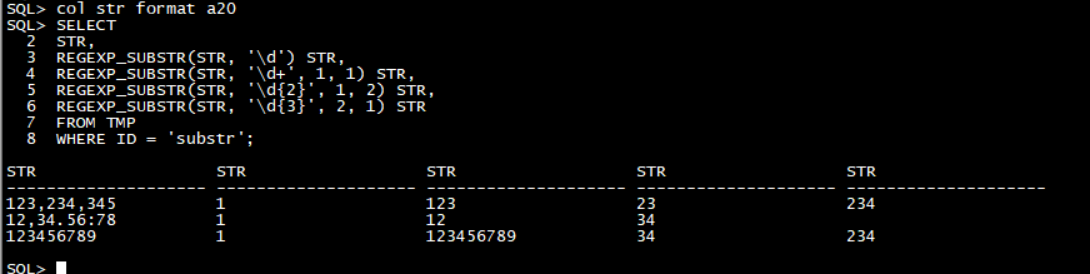 SQL> col str format a20
SQL> SELECT
  2  STR,
  3  REGEXP_SUBSTR(STR, '\d') STR,
  4  REGEXP_SUBSTR(STR, '\d+', 1, 1) STR,
  5  REGEXP_SUBSTR(STR, '\d{2}', 1, 2) STR,
  6  REGEXP_SUBSTR(STR, '\d{3}', 2, 1) STR
  7  FROM TMP
  8  WHERE ID = 'substr';
STR                  STR                  STR                  STR                  STR
-------------------- -------------------- -------------------- -------------------- --------------------
123,234,345          1                    123                  23                   234
12,34.56:78          1                    12                   34
123456789            1                    123456789            34                   234
SQL>